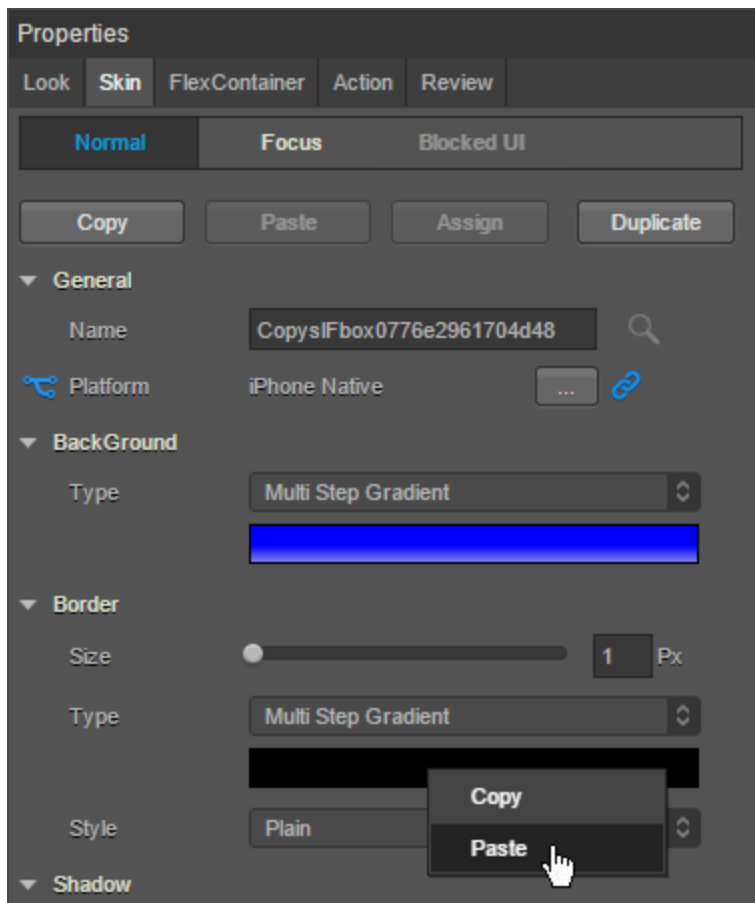 Properties
Look Skin FlexContainer Action Review
Normal Focus Blocked UI
Copy Paste Assign Duplicate
General
Name CopyslFbox0776e2961704d48
Platform iPhone Native ...
BackGround
Type Multi Step Gradient
Border
Size 1 Px
Type Multi Step Gradient
Copy
Style Plain
Paste
Shadow